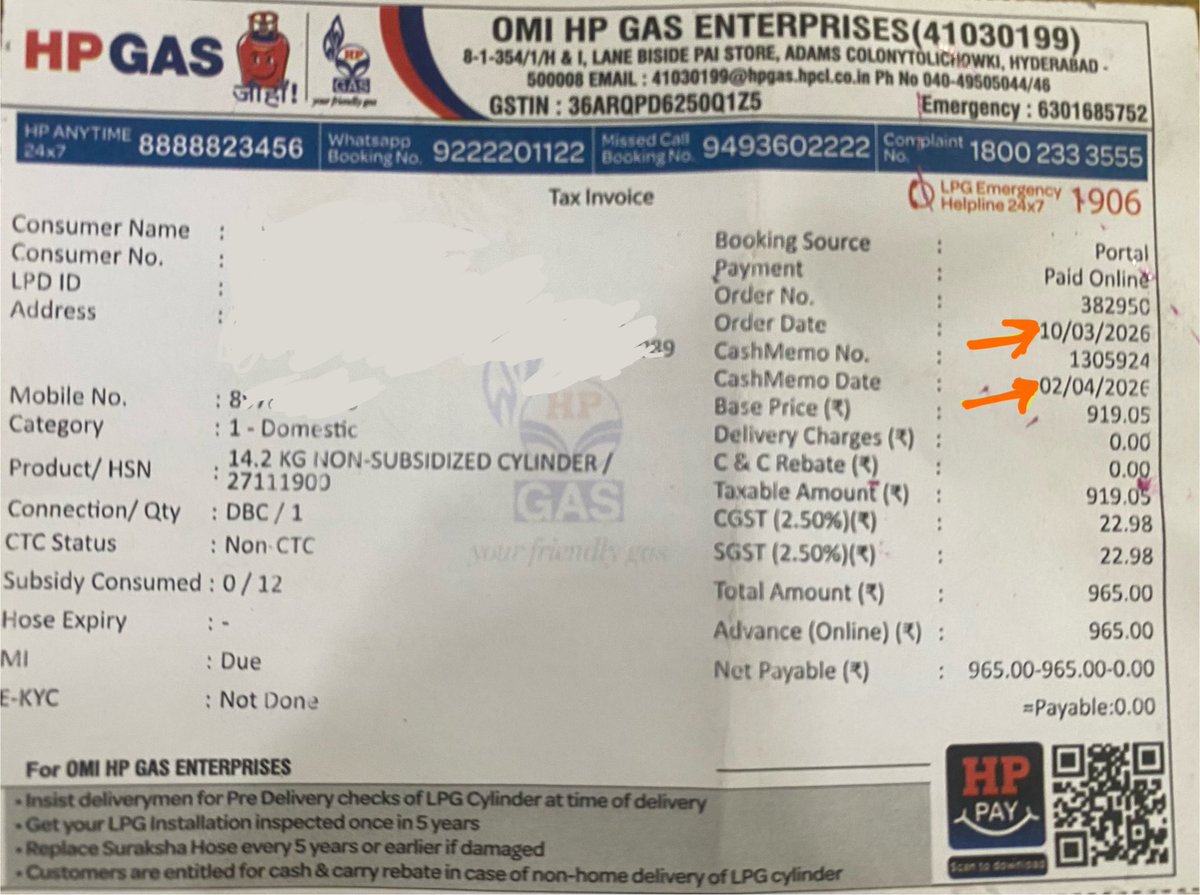 HP GAS
जोहाँ!
HP
GAS
your friendly gas
OMI HP GAS ENTERPRISES(41030199)
8-1-354/1/H & I, LANE BISIDE PAI STORE, ADAMS COLONYTOLICHOWKI, HYDERABAD -
500008 EMAIL : 41030199@hpgas.hpcl.co.in Ph No 040-49505044/46
GSTIN : 36ARQPD6250Q1Z5
Emergency : 6301685752
HP ANYTIME 24x7 8888823456
Whatsapp Booking No. 9222201122
Missed Call Booking No. 9493602222
Complaint No. 1800 233 3555
Tax Invoice
LPG Emergency Helpline 24x7 1906
Consumer Name :
Consumer No. :
LPD ID :
Address :
Mobile No. : 8
Category : 1 - Domestic
Product/ HSN : 14.2 KG NON-SUBSIDIZED CYLINDER /
27111900
Connection/ Qty : DBC / 1
CTC Status : Non-CTC
Subsidy Consumed : 0 / 12
Hose Expiry : -
MI : Due
E-KYC : Not Done
Booking Source : Portal
Payment : Paid Online
Order No. : 382950
Order Date : 10/03/2026
CashMemo No. : 1305924
CashMemo Date : 02/04/2026
Base Price (₹) : 919.05
Delivery Charges (₹) : 0.00
C & C Rebate (₹) : 0.00
Taxable Amount (₹) : 919.05
CGST (2.50%)(₹) : 22.98
SGST (2.50%)(₹) : 22.98
Total Amount (₹) : 965.00
Advance (Online) (₹) : 965.00
Net Payable (₹) : 965.00-965.00-0.00
=Payable:0.00
HP
GAS
your friendly gas
For OMI HP GAS ENTERPRISES
• Insist deliverymen for Pre Delivery checks of LPG Cylinder at time of delivery
• Get your LPG Installation inspected once in 5 years
• Replace Suraksha Hose every 5 years or earlier if damaged
• Customers are entitled for cash & carry rebate in case of non-home delivery of LPG cylinder
HP
PAY
Scan to download